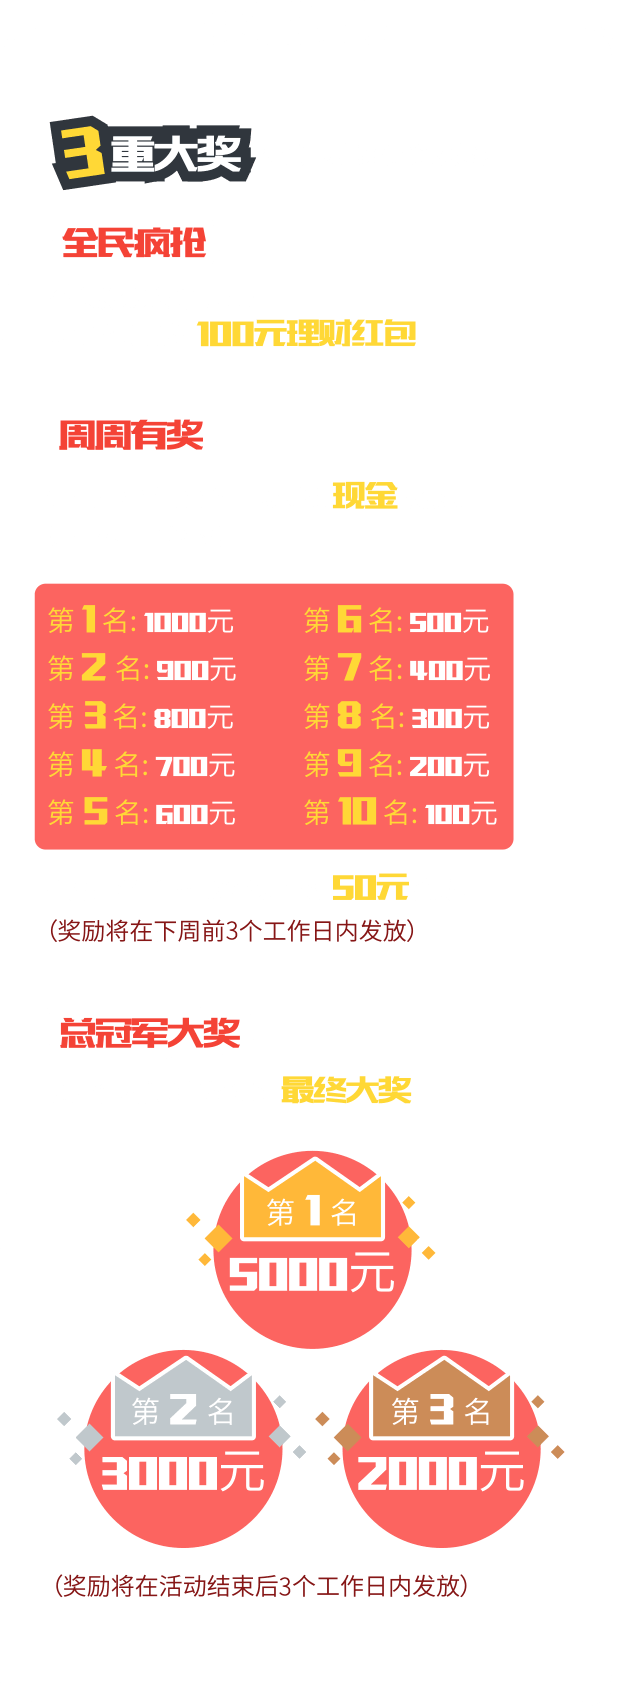 3重大奖
全民疯抢
100元理财红包
周周有奖
现金
第1名: 1000元
第2名: 900元
第3名: 800元
第4名: 700元
第5名: 600元
第6名: 500元
第7名: 400元
第8名: 300元
第9名: 200元
第10名: 100元
50元
（奖励将在下周前3个工作日内发放）
总冠军大奖
最终大奖
第1名
5000元
第2名
3000元
第3名
2000元
（奖励将在活动结束后3个工作日内发放）